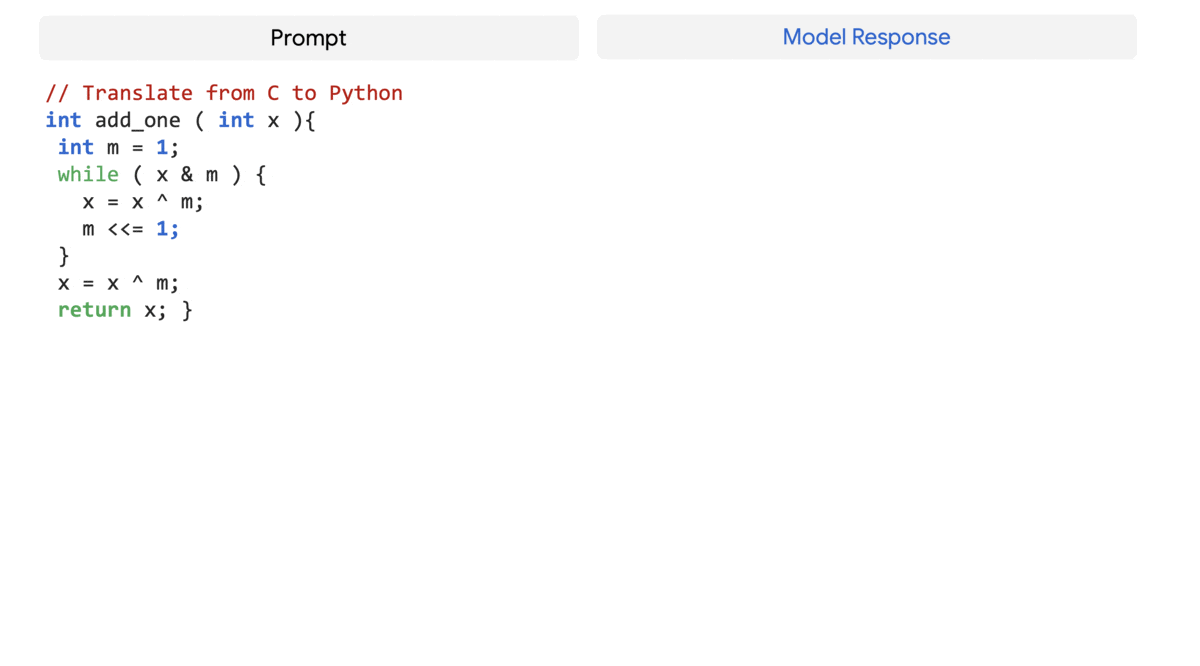 Prompt
Model Response
// Translate from C to Python
int add_one ( int x ){
int m = 1;
while ( x & m ) {
x = x ^ m;
m <<= 1;
}
x = x ^ m;
return x; }